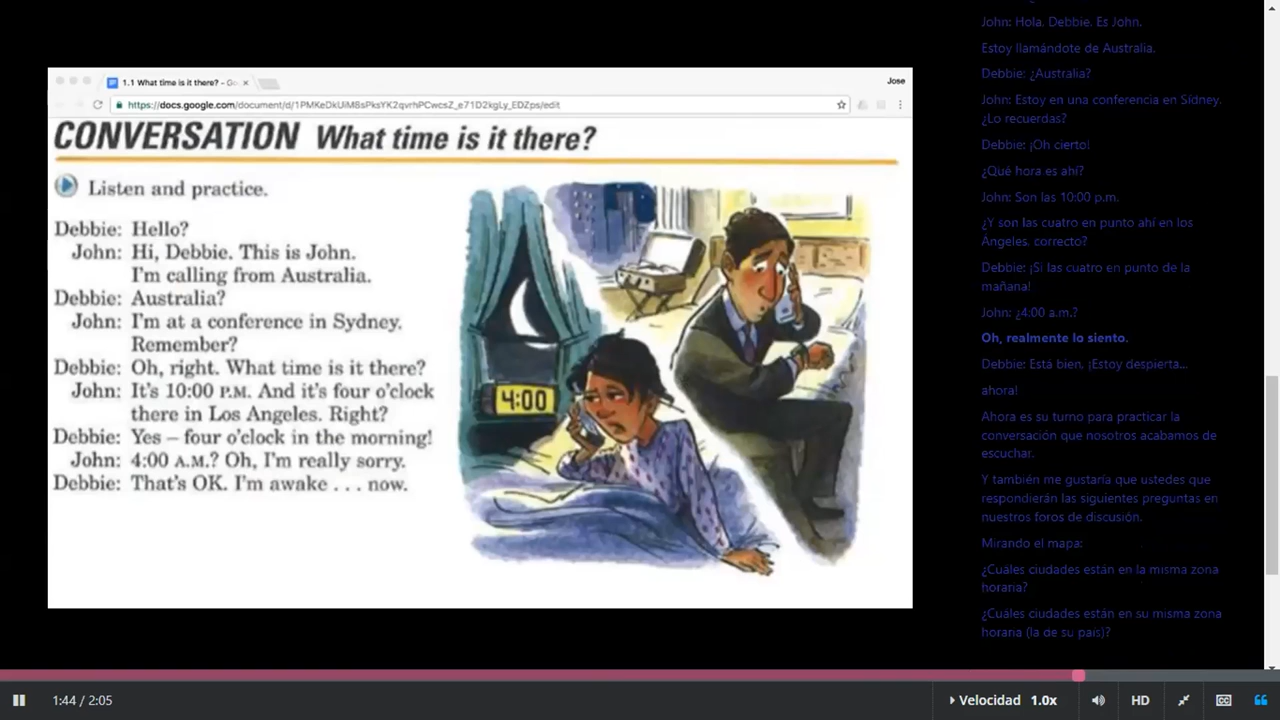 1.1 What time is it there? - Go
Jose
https://docs.google.com/document/d/1PMKeDkUiM8sPksYK2qvrhPCwcsZ_e71D2kgLy_EDZps/edit
CONVERSATION What time is it there?
Listen and practice.
Debbie: Hello?
John: Hi, Debbie. This is John.
I'm calling from Australia.
Debbie: Australia?
John: I'm at a conference in Sydney.
Remember?
Debbie: Oh, right. What time is it there?
John: It's 10:00 P.M. And it's four o'clock
there in Los Angeles. Right?
Debbie: Yes – four o'clock in the morning!
John: 4:00 A.M.? Oh, I'm really sorry.
Debbie: That's OK. I'm awake . . . now.
4:00
John: Hola, Debbie. Es John.
Estoy llamándote de Australia.
Debbie: ¿Australia?
John: Estoy en una conferencia en Sídney.
¿Lo recuerdas?
Debbie: ¡Oh cierto!
¿Qué hora es ahí?
John: Son las 10:00 p.m.
¿Y son las cuatro en punto ahí en los
Ángeles, correcto?
Debbie: ¡Si las cuatro en punto de la
mañana!
John: ¿4:00 a.m.?
Oh, realmente lo siento.
Debbie: Está bien, ¡Estoy despierta...
ahora!
Ahora es su turno para practicar la
conversación que nosotros acabamos de
escuchar.
Y también me gustaría que ustedes que
respondierán las siguientes preguntas en
nuestros foros de discusión.
Mirando el mapa:
¿Cuáles ciudades están en la misma zona
horaria?
¿Cuáles ciudades están en su misma zona
horaria (la de su país)?
1:44 / 2:05
Velocidad 1.0x
HD
CC